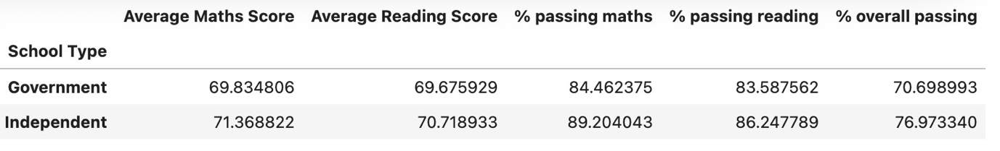 Average Maths Score Average Reading Score % passing maths % passing reading % overall passing
School Type
Government 69.834806 69.675929 84.462375 83.587562 70.698993
Independent 71.368822 70.718933 89.204043 86.247789 76.973340